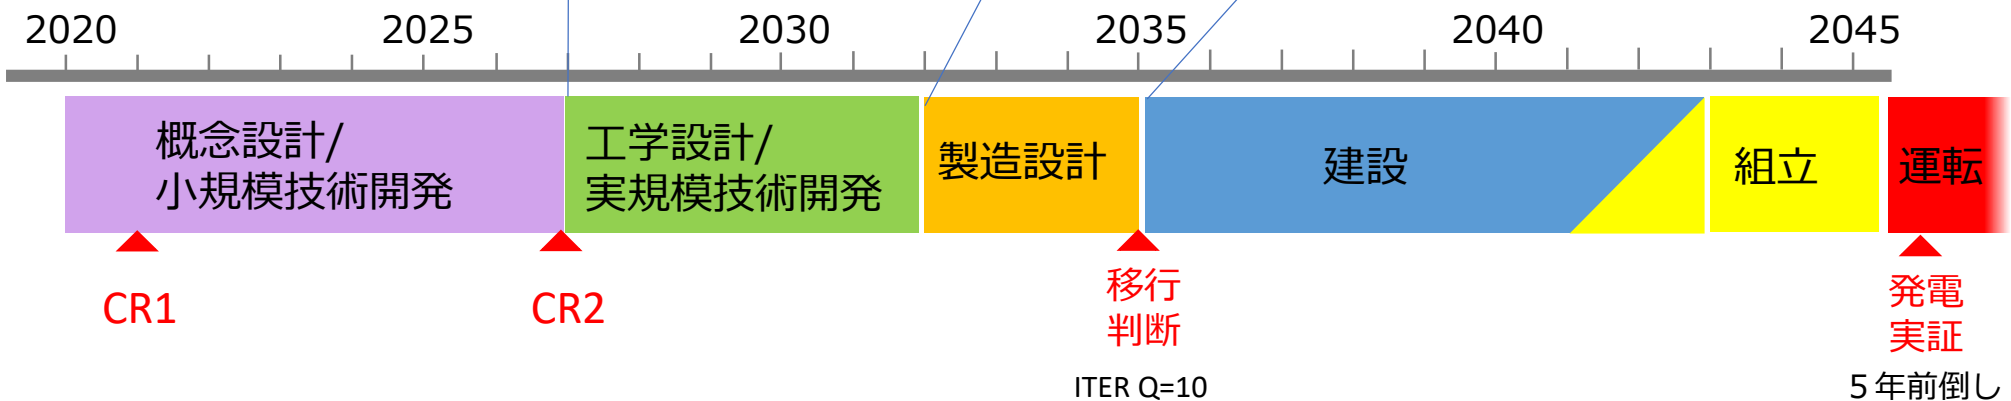 2020 2025 2030 2035 2040 2045
概念設計/
小規模技術開発
工学設計/
実規模技術開発
製造設計
建設
組立
運転
CR1
CR2
移行
判断
ITER Q=10
発電
実証
５年前倒し